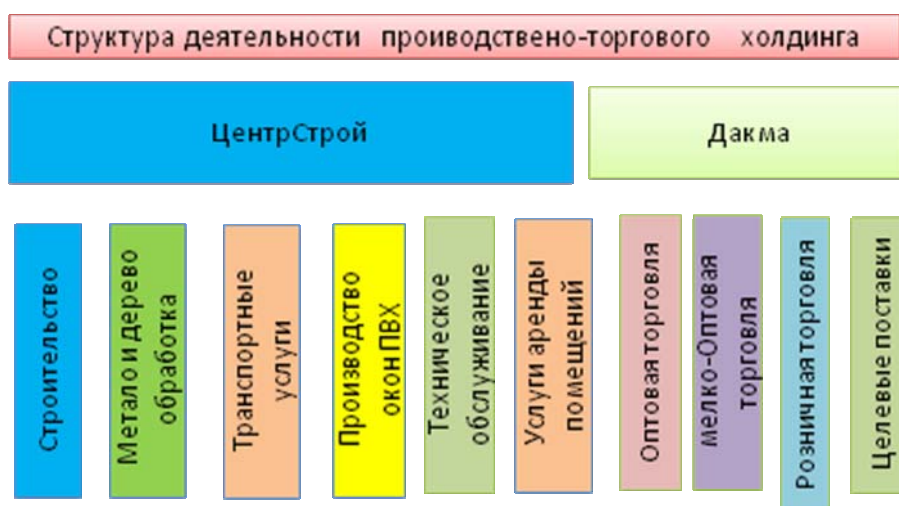 Структура деятельности проиводствено-торгового холдинга
ЦентрСтрой
Дакма
Строительство
Метало и дерево
обработка
Транспортные
услуги
Производство
окон ПВХ
Техническое
обслуживание
Услуги аренды
помещений
Оптовая торговля
мелко-Оптовая
торговля
Розничная торговля
Целевые поставки